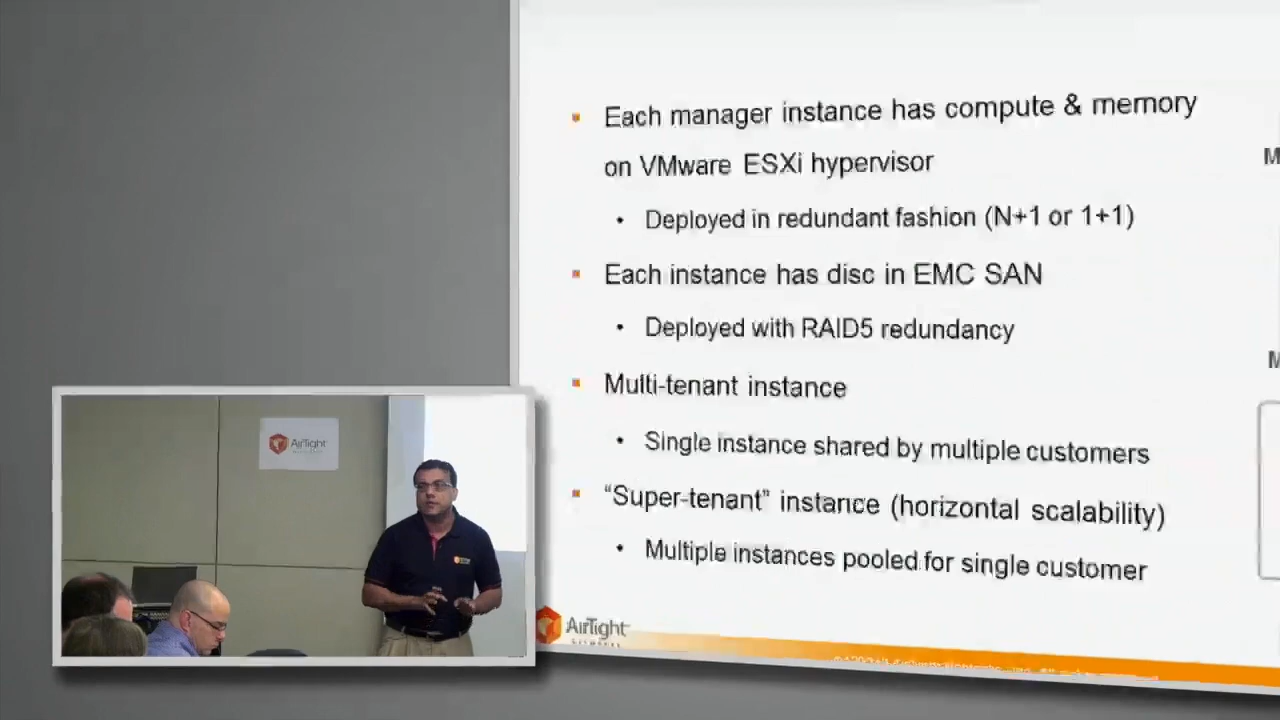 Each manager instance has compute & memory
on VMware ESXi hypervisor
Deployed in redundant fashion (N+1 or 1+1)
Each instance has disc in EMC SAN
Deployed with RAID5 redundancy
Multi-tenant instance
Single instance shared by multiple customers
“Super-tenant” instance (horizontal scalability)
Multiple instances pooled for single customer
M
M
AirTight
AirTight
NETWORKS